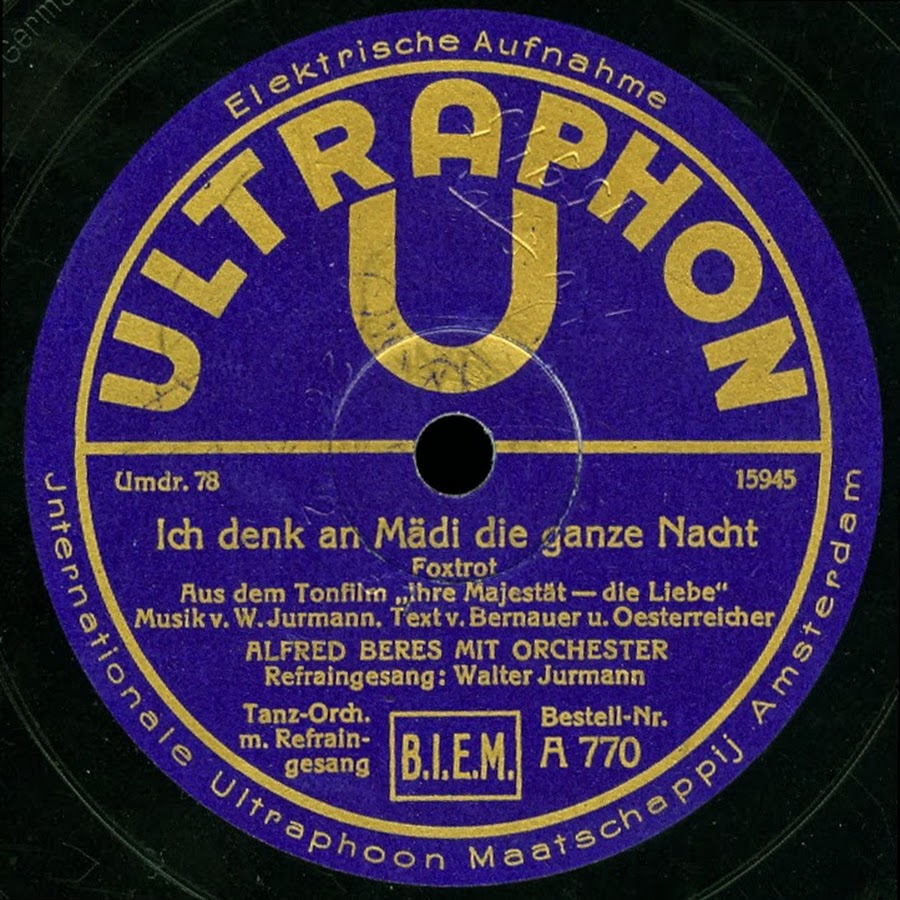 Elektrische Aufnahme
ULTRAPHON
U
Umdr. 78
15945
Ich denk an Mädi die ganze Nacht
Foxtrot
Aus dem Tonfilm „Ihre Majestät — die Liebe“
Musik v. W. Jurmann. Text v. Bernauer u. Oesterreicher
ALFRED BERES MIT ORCHESTER
Refraingesang: Walter Jurmann
Tanz-Orch.
m. Refrain-
gesang
B.I.E.M.
Bestell-Nr.
A 770
Jnternationale Ultraphoon Maatschappij Amsterdam